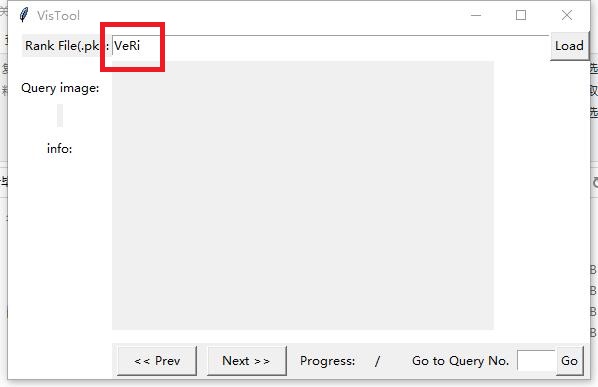 VisTool
Rank File(.pk : VeRi Load
Query image:
info:
<< Prev Next >> Progress: / Go to Query No. Go